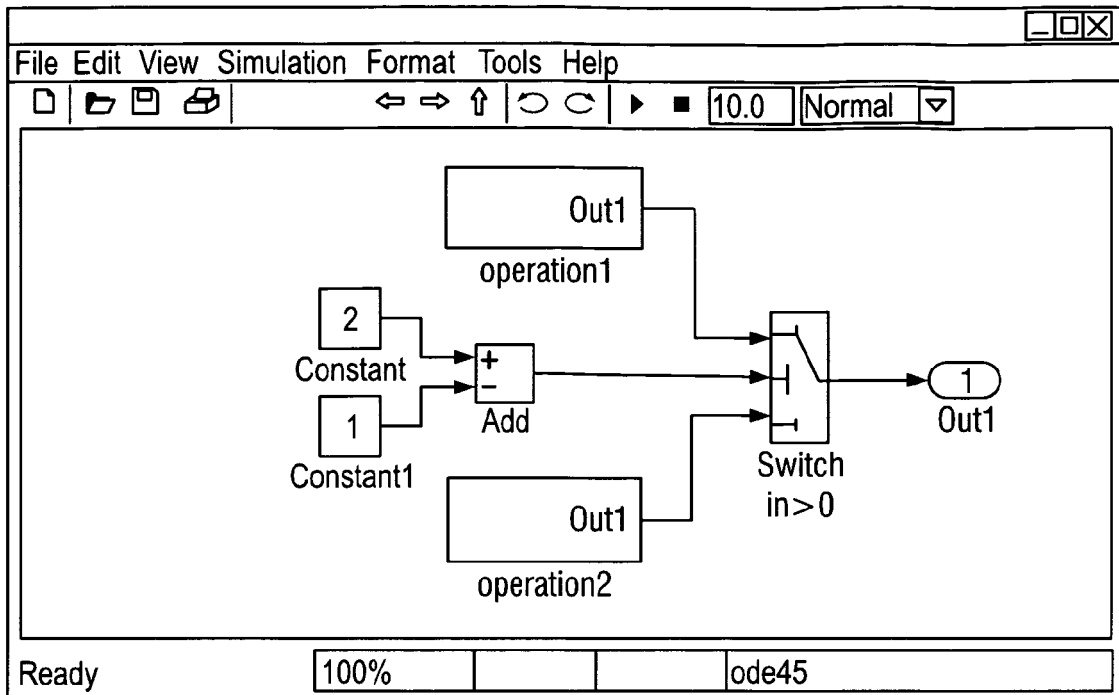 File Edit View Simulation Format Tools Help
10.0 Normal
Out1
operation1
2
Constant
+
−
Add
1
Constant1
Switch
in>0
1
Out1
Out1
operation2
Ready 100% ode45